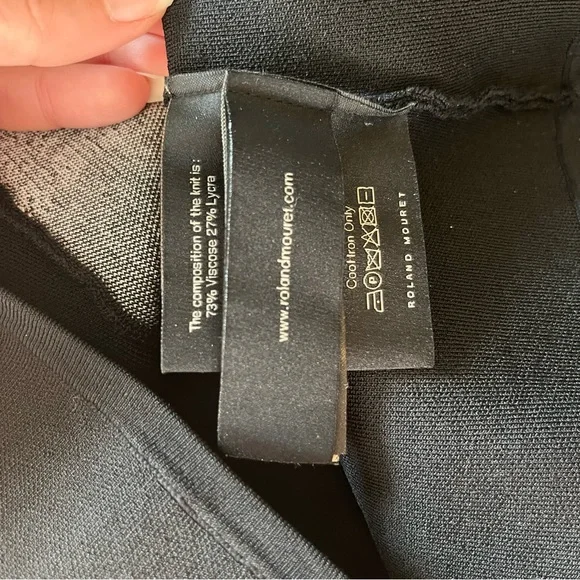 The composition of the knit is :
73% Viscose 27% Lycra
www.rolandmouret.com
Cool Iron Only
ROLAND MOURET